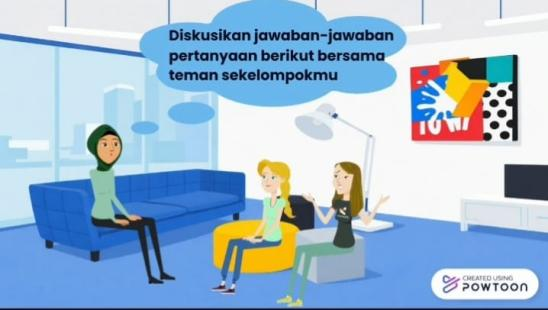 Diskusikan jawaban-jawaban
pertanyaan berikut bersama
teman sekelompokmu
CREATED USING
POWTOON